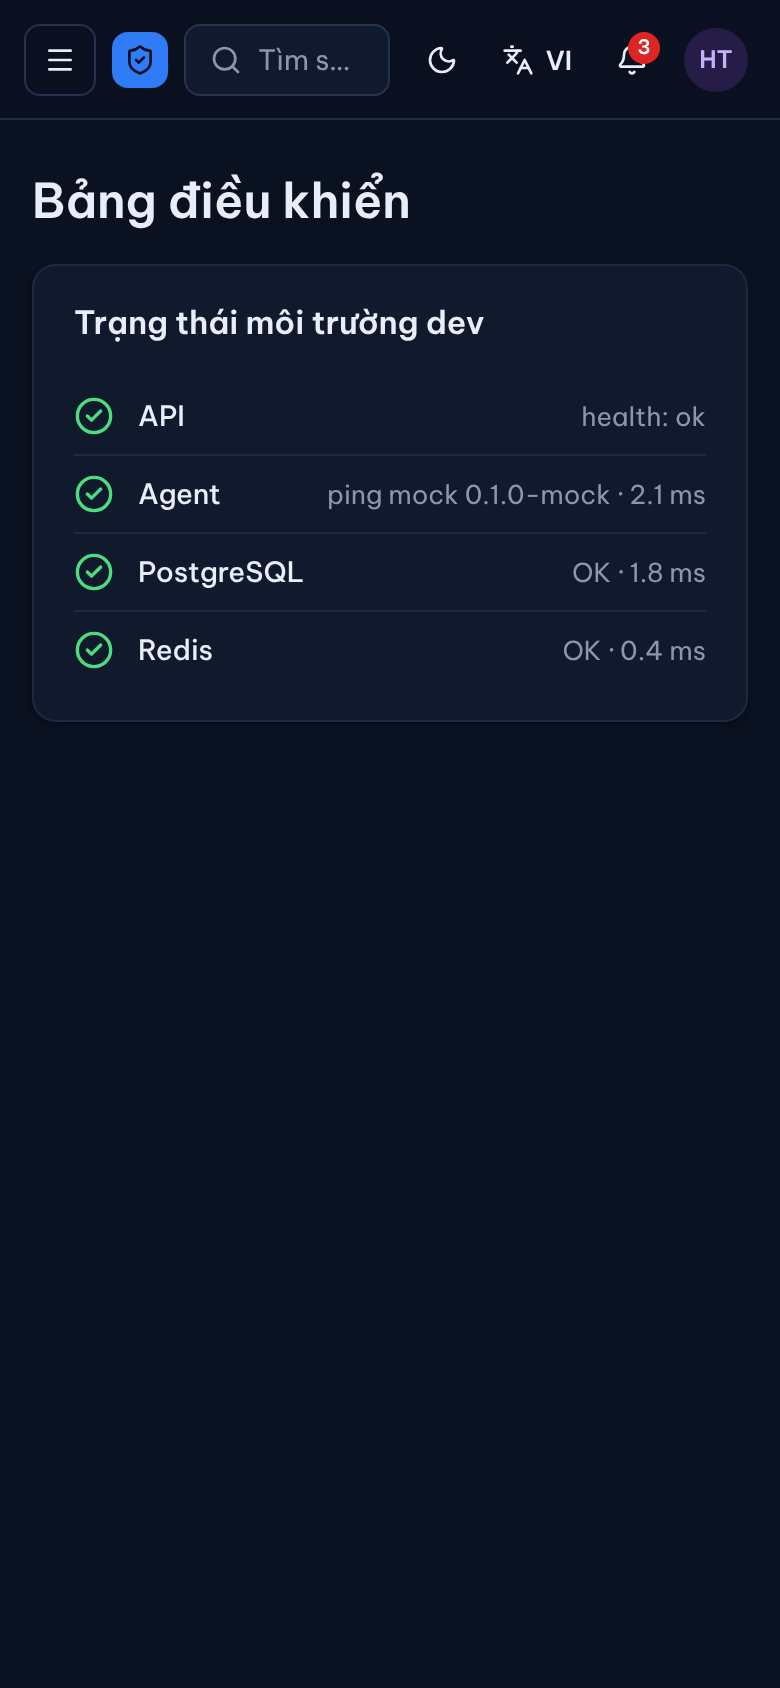 Tìm s... VI 3 HT
Bảng điều khiển
Trạng thái môi trường dev
API health: ok
Agent ping mock 0.1.0-mock · 2.1 ms
PostgreSQL OK · 1.8 ms
Redis OK · 0.4 ms